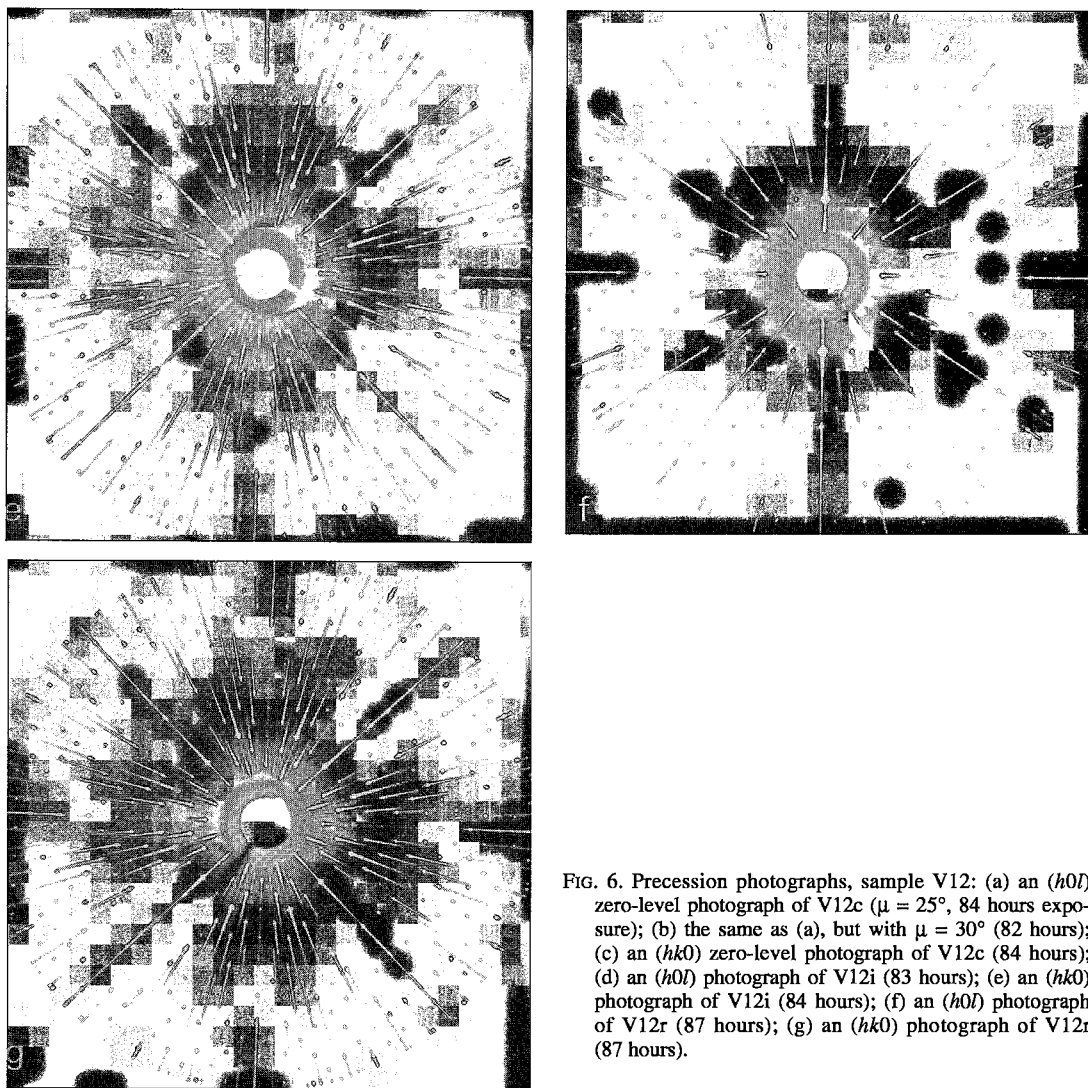 e
f
g
FIG. 6. Precession photographs, sample V12: (a) an (h0l)
zero-level photograph of V12c (μ = 25°, 84 hours expo-
sure); (b) the same as (a), but with μ = 30° (82 hours);
(c) an (hk0) zero-level photograph of V12c (84 hours);
(d) an (h0l) photograph of V12i (83 hours); (e) an (hk0)
photograph of V12i (84 hours); (f) an (h0l) photograph
of V12r (87 hours); (g) an (hk0) photograph of V12r
(87 hours).